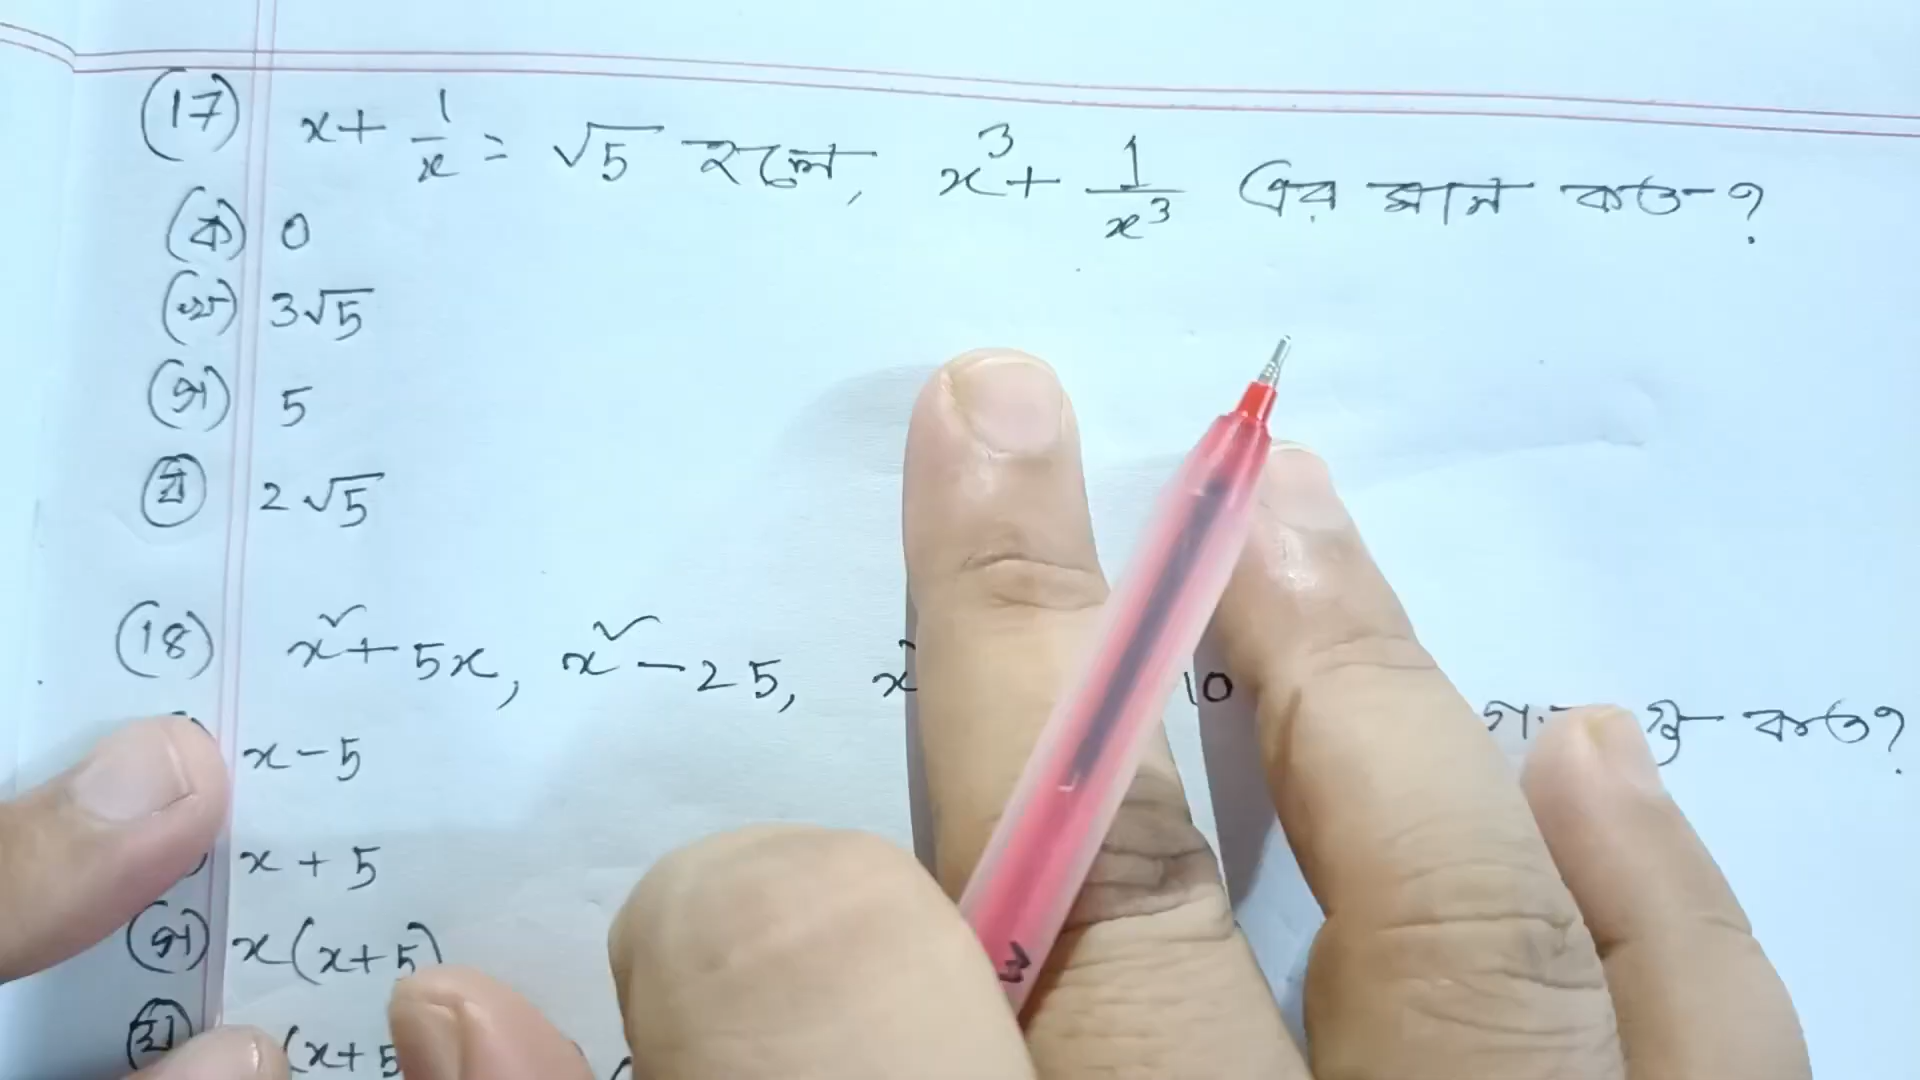 (17) x + 1/x = √5 হলে, x³ + 1/x³ এর মান কত?
(ক) 0
(খ) 3√5
(গ) 5
(ঘ) 2√5
(18) x² + 5x, x² - 25, x² 10 কত?
x - 5
x + 5
(গ) x(x+5)
(ঘ) (x+5